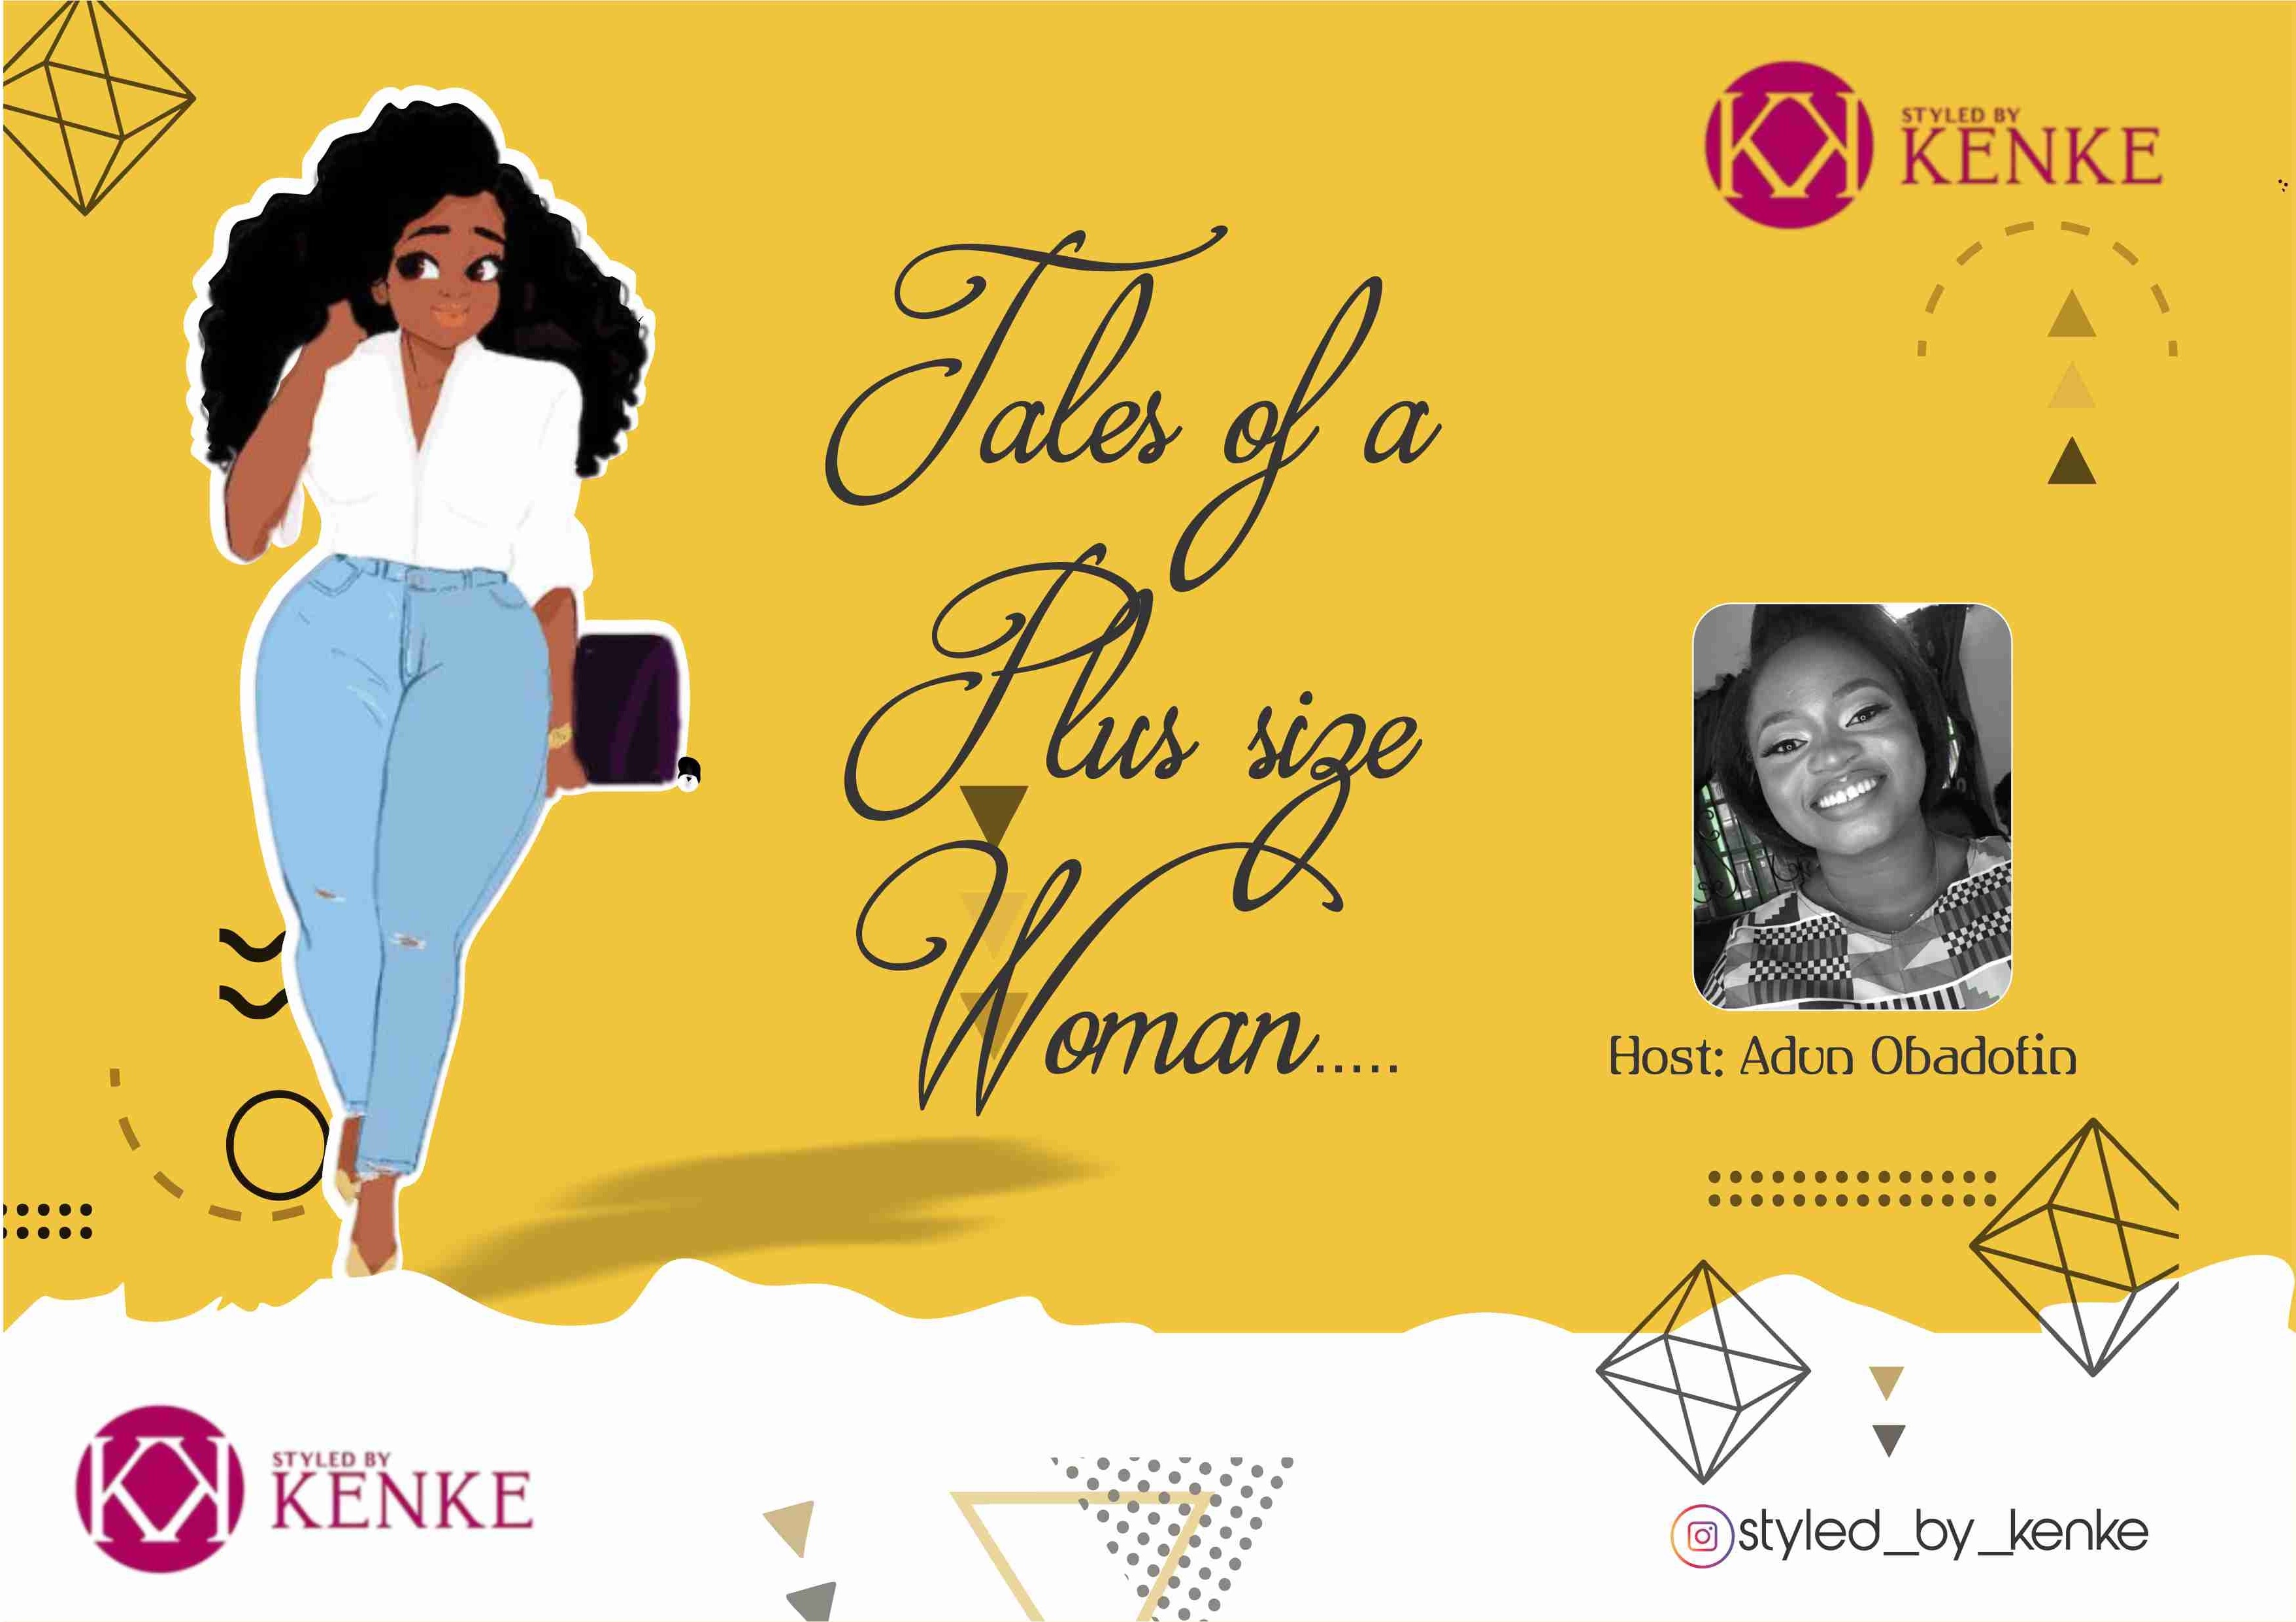 STYLED BY
KENKE
Tales of a
Plus size
Woman.....
Host: Adun Obadofin
STYLED BY
KENKE
styled_by_kenke